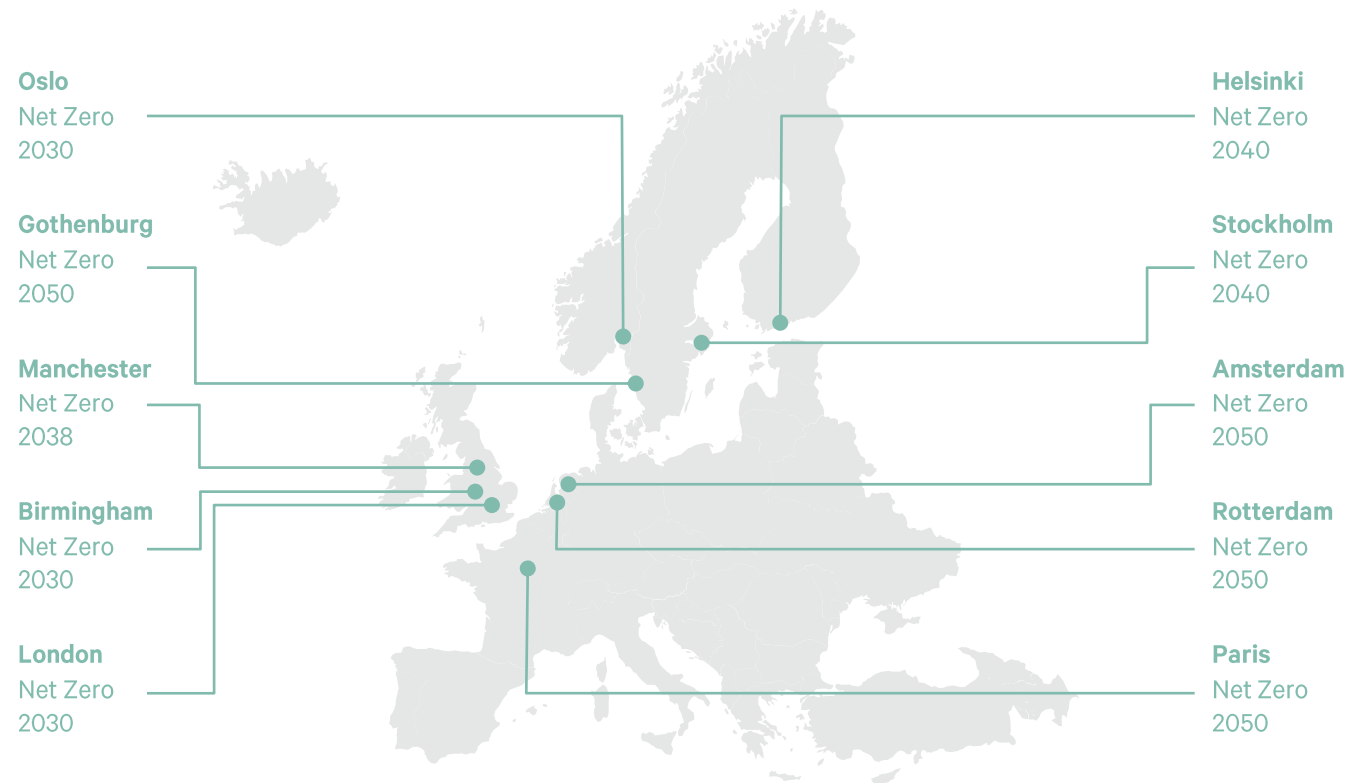 Oslo
Net Zero
2030
Gothenburg
Net Zero
2050
Manchester
Net Zero
2038
Birmingham
Net Zero
2030
London
Net Zero
2030
Helsinki
Net Zero
2040
Stockholm
Net Zero
2040
Amsterdam
Net Zero
2050
Rotterdam
Net Zero
2050
Paris
Net Zero
2050